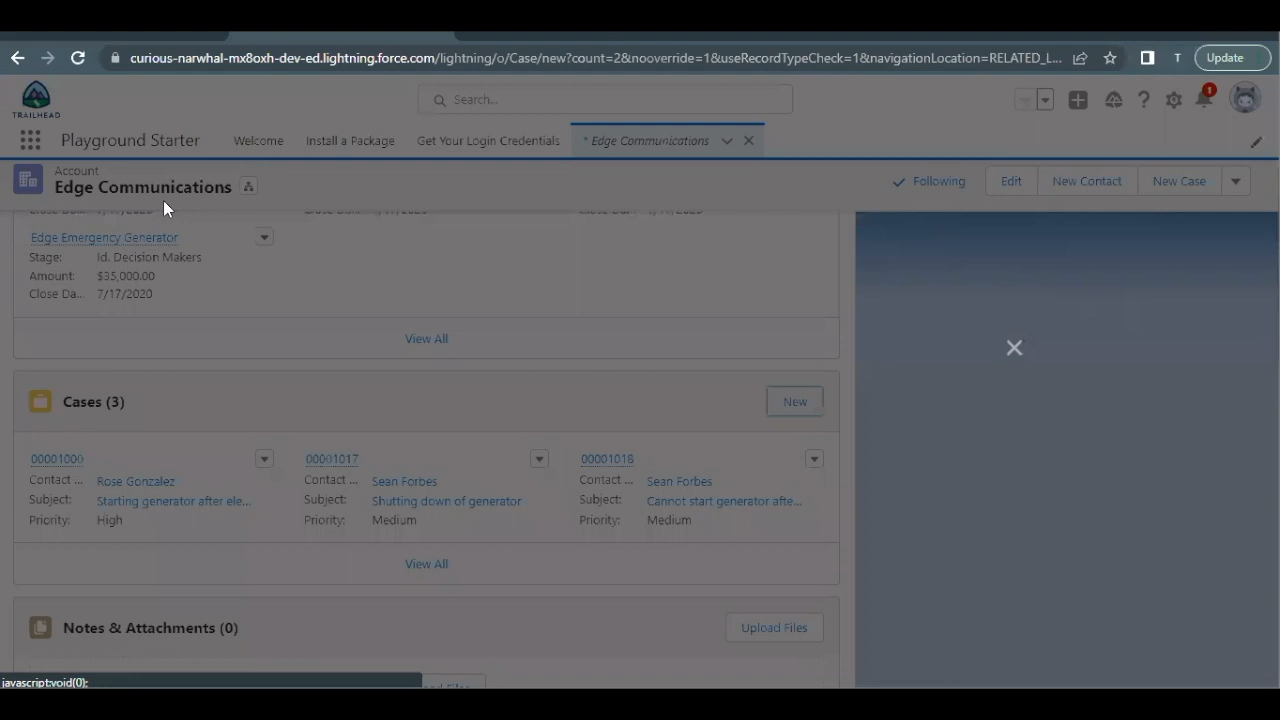 curious-narwhal-mx8oxh-dev-ed.lightning.force.com/lightning/o/Case/new?count=2&nooverride=1&useRecordTypeCheck=1&navigationLocation=RELATED_L...
T
Update
TRAILHEAD
Search...
1
Playground Starter
Welcome
Install a Package
Get Your Login Credentials
* Edge Communications
Account
Edge Communications
Following
Edit
New Contact
New Case
Edge Emergency Generator
Stage: Id. Decision Makers
Amount: $35,000.00
Close Da... 7/17/2020
View All
Cases (3)
New
00001000
Contact ... Rose Gonzalez
Subject: Starting generator after ele...
Priority: High
00001017
Contact ... Sean Forbes
Subject: Shutting down of generator
Priority: Medium
00001018
Contact ... Sean Forbes
Subject: Cannot start generator afte...
Priority: Medium
View All
Notes & Attachments (0)
Upload Files
javascript:void(0);